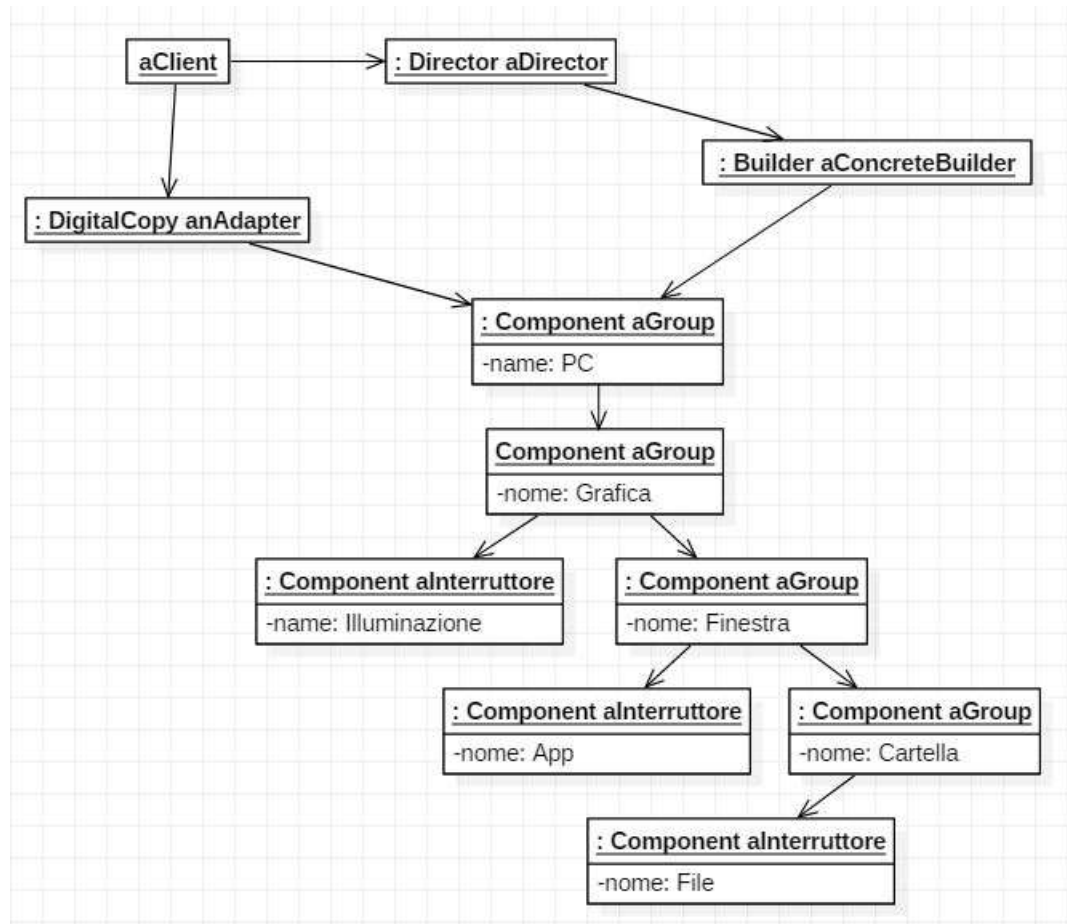 aClient
: Director aDirector
: Builder aConcreteBuilder
: DigitalCopy anAdapter
: Component aGroup
-name: PC
Component aGroup
-nome: Grafica
: Component aInterruttore
-name: Illuminazione
: Component aGroup
-nome: Finestra
: Component aInterruttore
-nome: App
: Component aGroup
-nome: Cartella
: Component aInterruttore
-nome: File